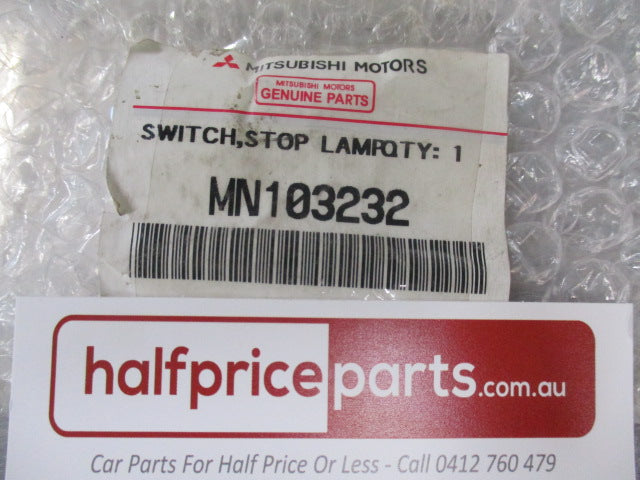 MITSUBISHI MOTORS
MITSUBISHI MOTORS
GENUINE PARTS
SWITCH,STOP LAMPQTY: 1
MN103232
halfpriceparts.com.au
Car Parts For Half Price Or Less - Call 0412 760 479